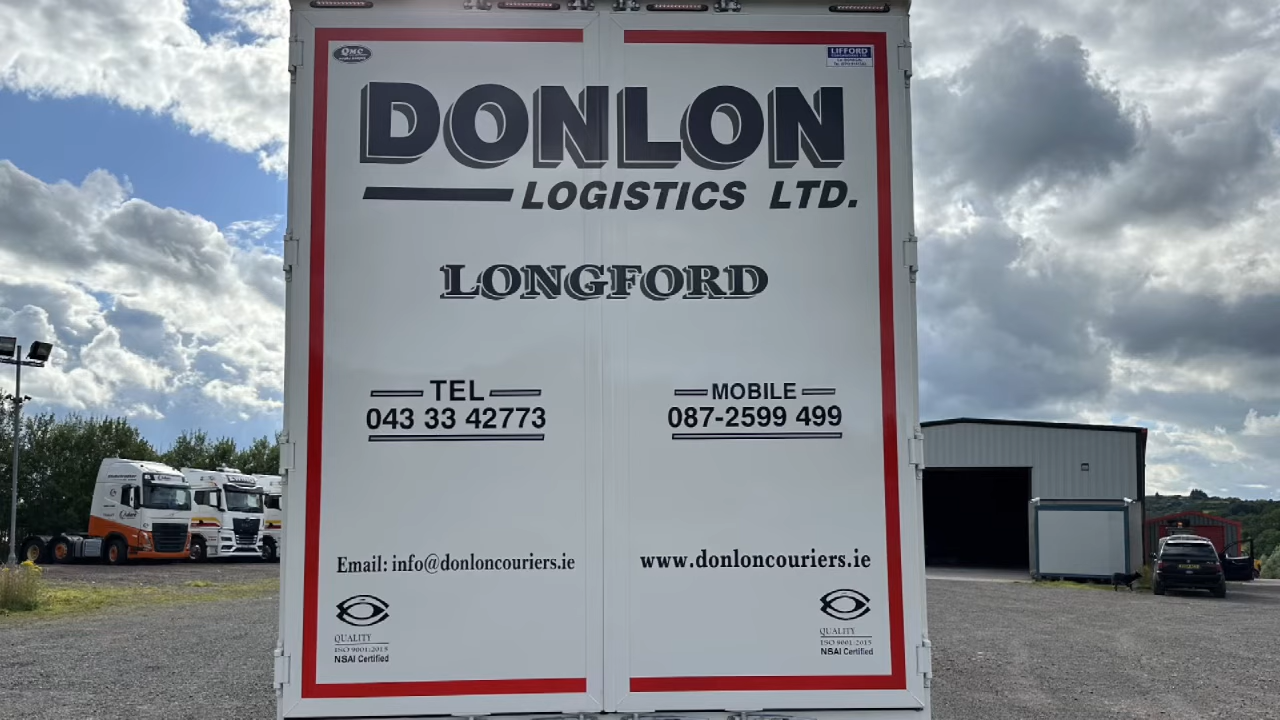 QMC
LIFFORD
DONLON
LOGISTICS LTD.
LONGFORD
TEL
043 33 42773
MOBILE
087-2599 499
Email: info@donloncouriers.ie
www.donloncouriers.ie
QUALITY
ISO 9001:2015
NSAI Certified
QUALITY
ISO 9001:2015
NSAI Certified